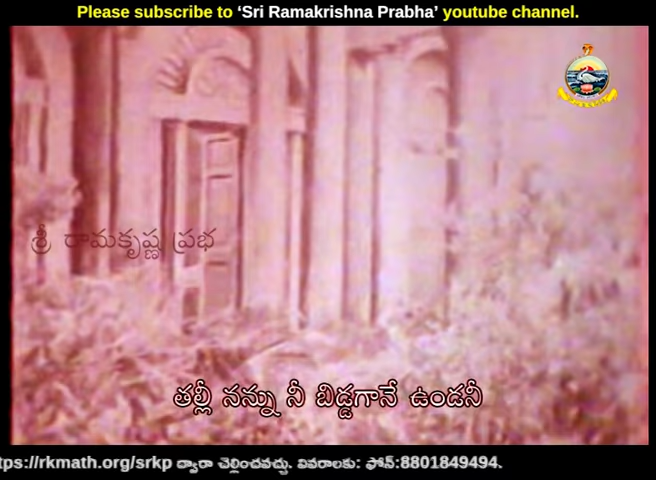 Please subscribe to ‘Sri Ramakrishna Prabha’ youtube channel.
శ్రీ రామకృష్ణ ప్రభ
తల్లీ నన్ను నీ బిడ్డగానే ఉండనీ
tps://rkmath.org/srkp ద్వారా చెల్లించవచ్చు. వివరాలకు: ఫోన్:8801849494.